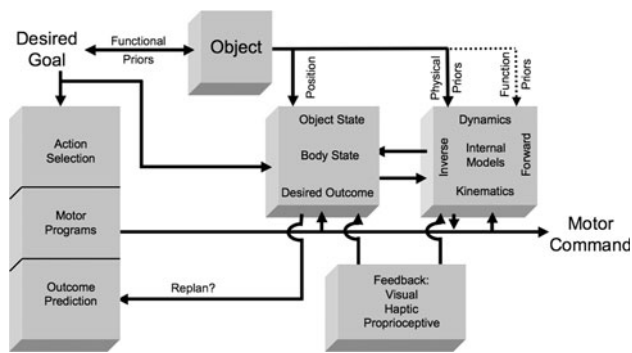 Desired
Goal
Functional
Priors
Object
Position
Physical
Priors
Function
Priors
Action
Selection
Motor
Programs
Outcome
Prediction
Object State
Body State
Desired Outcome
Dynamics
Inverse
Internal
Models
Forward
Kinematics
Motor
Command
Replan?
Feedback:
Visual
Haptic
Proprioceptive